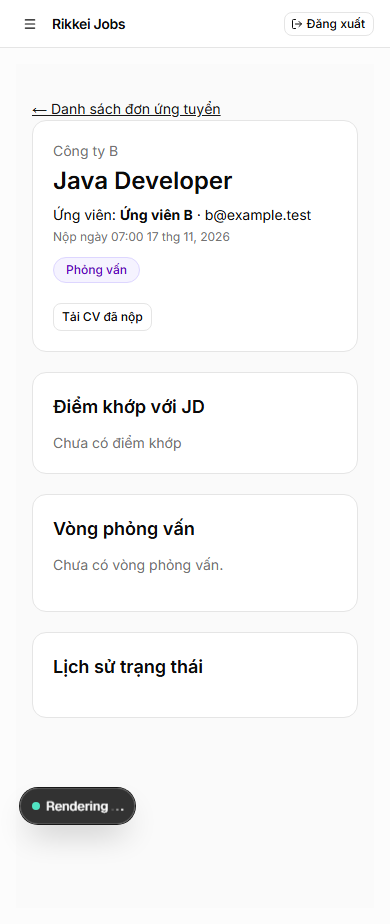 Rikkei Jobs
Đăng xuất
← Danh sách đơn ứng tuyển
Công ty B
Java Developer
Ứng viên: Ứng viên B · b@example.test
Nộp ngày 07:00 17 thg 11, 2026
Phỏng vấn
Tải CV đã nộp
Điểm khớp với JD
Chưa có điểm khớp
Vòng phỏng vấn
Chưa có vòng phỏng vấn.
Lịch sử trạng thái
Rendering ...